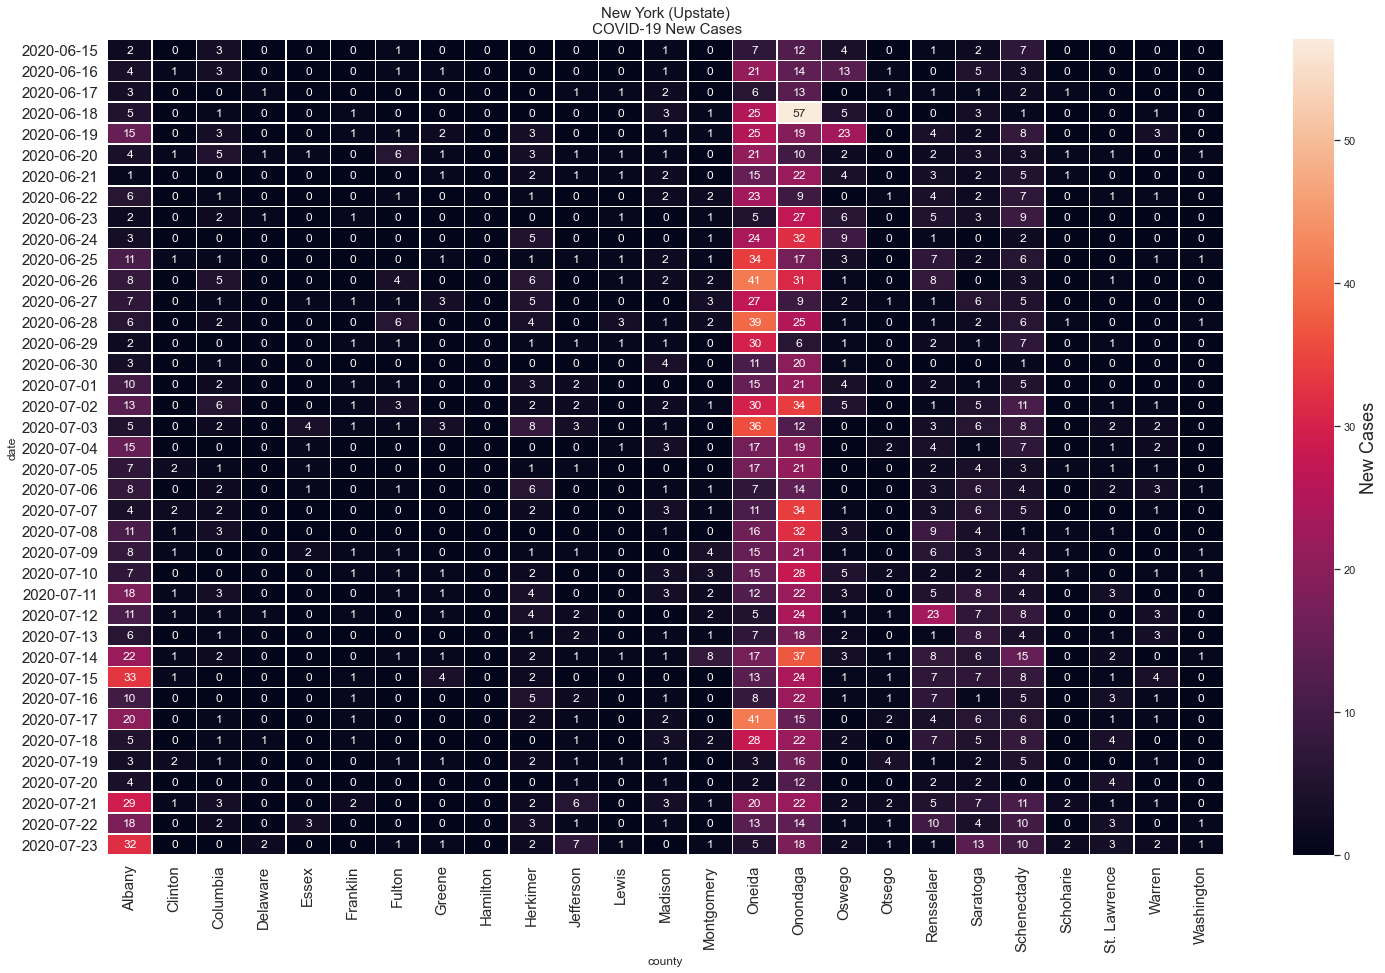 New York (Upstate)
COVID-19 New Cases
2020-06-15 2 0 3 0 0 0 1 0 0 0 0 0 1 0 7 12 4 0 1 2 7 0 0 0 0
2020-06-16 4 1 3 0 0 0 1 1 0 0 0 0 1 0 21 14 13 1 0 5 3 0 0 0 0
2020-06-17 3 0 0 1 0 0 0 0 0 0 1 1 2 0 6 13 0 1 1 1 2 1 0 0 0
2020-06-18 5 0 1 0 0 1 0 0 0 0 0 0 3 1 25 57 5 0 0 3 1 0 0 1 0
2020-06-19 15 0 3 0 0 1 1 2 0 3 0 0 1 1 25 19 23 0 4 2 8 0 0 3 0
2020-06-20 4 1 5 1 1 0 6 1 0 3 1 1 1 0 21 10 2 0 2 3 3 1 1 0 1
2020-06-21 1 0 0 0 0 0 0 1 0 2 1 1 2 0 15 22 4 0 3 2 5 1 0 0 0
2020-06-22 6 0 1 0 0 0 1 0 0 1 0 0 2 2 23 9 0 1 4 2 7 0 1 1 0
2020-06-23 2 0 2 1 0 1 0 0 0 0 0 1 0 1 5 27 6 0 5 3 9 0 0 0 0
2020-06-24 3 0 0 0 0 0 0 0 0 5 0 0 0 1 24 32 9 0 1 0 2 0 0 0 0
2020-06-25 11 1 1 0 0 0 0 1 0 1 1 1 2 1 34 17 3 0 7 2 6 0 0 1 1
2020-06-26 8 0 5 0 0 0 4 0 0 6 0 1 2 2 41 31 1 0 8 0 3 0 1 0 0
2020-06-27 7 0 1 0 1 1 1 3 0 5 0 0 0 3 27 9 2 1 1 6 5 0 0 0 0
2020-06-28 6 0 2 0 0 0 6 0 0 4 0 3 1 2 39 25 1 0 1 2 6 1 0 0 1
2020-06-29 2 0 0 0 0 1 1 0 0 1 1 1 1 0 30 6 1 0 2 1 7 0 1 0 0
2020-06-30 3 0 1 0 0 0 0 0 0 0 0 0 4 0 11 20 1 0 0 0 1 0 0 0 0
2020-07-01 10 0 2 0 0 1 1 0 0 3 2 0 0 0 15 21 4 0 2 1 5 0 0 0 0
2020-07-02 13 0 6 0 0 1 3 0 0 2 2 0 2 1 30 34 5 0 1 5 11 0 1 1 0
2020-07-03 5 0 2 0 4 1 1 3 0 8 3 0 1 0 36 12 0 0 3 6 8 0 2 2 0
2020-07-04 15 0 0 0 1 0 0 0 0 0 0 1 3 0 17 19 0 2 4 1 7 0 1 2 0
2020-07-05 7 2 1 0 1 0 0 0 0 1 1 0 0 0 17 21 0 0 2 4 3 1 1 1 0
2020-07-06 8 0 2 0 1 0 1 0 0 6 0 0 0 1 7 14 0 0 3 6 4 0 2 3 1
2020-07-07 4 2 2 0 0 0 0 0 0 2 0 0 3 1 11 34 1 0 3 6 5 0 0 1 0
2020-07-08 11 1 3 0 0 0 0 0 0 0 0 0 1 0 16 32 3 0 9 4 1 1 1 0 0
2020-07-09 8 1 0 0 2 1 1 0 0 1 1 0 0 4 15 21 1 0 6 3 4 1 0 0 1
2020-07-10 7 0 0 0 0 1 1 1 0 2 0 0 3 3 15 28 5 2 2 2 4 1 0 1 1
2020-07-11 18 1 3 0 0 0 1 1 0 4 0 0 3 2 12 22 3 0 5 8 4 0 3 0 0
2020-07-12 11 1 1 1 0 1 0 1 0 4 2 0 0 2 5 24 1 1 23 7 8 0 0 3 0
2020-07-13 6 0 1 0 0 0 0 0 0 1 2 0 1 1 7 18 2 0 1 8 4 0 1 3 0
2020-07-14 22 1 2 0 0 0 1 1 0 2 1 1 1 8 17 37 3 1 8 6 15 0 2 0 1
2020-07-15 33 1 0 0 0 1 0 4 0 2 0 0 0 0 13 24 1 1 7 7 8 0 1 4 0
2020-07-16 10 0 0 0 0 1 0 0 0 5 2 0 1 0 8 22 1 1 7 1 5 0 3 1 0
2020-07-17 20 0 1 0 0 1 0 0 0 2 1 0 2 0 41 15 0 2 4 6 6 0 1 1 0
2020-07-18 5 0 1 1 0 1 0 0 0 0 1 0 3 2 28 22 2 0 7 5 8 0 4 0 0
2020-07-19 3 2 1 0 0 0 1 1 0 2 1 1 1 0 3 16 0 4 1 2 5 0 0 1 0
2020-07-20 4 0 0 0 0 0 0 0 0 0 1 0 1 0 2 12 0 0 2 2 0 0 4 0 0
2020-07-21 29 1 3 0 0 2 0 0 0 2 6 0 3 1 20 22 2 2 5 7 11 2 1 1 0
2020-07-22 18 0 2 0 3 0 0 0 0 3 1 0 1 0 13 14 1 1 10 4 10 0 3 0 1
2020-07-23 32 0 0 2 0 0 1 1 0 2 7 1 0 1 5 18 2 1 1 13 10 2 3 2 1
Albany Clinton Columbia Delaware Essex Franklin Fulton Greene Hamilton Herkimer Jefferson Lewis Madison Montgomery Oneida Onondaga Oswego Otsego Rensselaer Saratoga Schenectady Schoharie St. Lawrence Warren Washington
county
date
50
40
30
20
10
0
New Cases